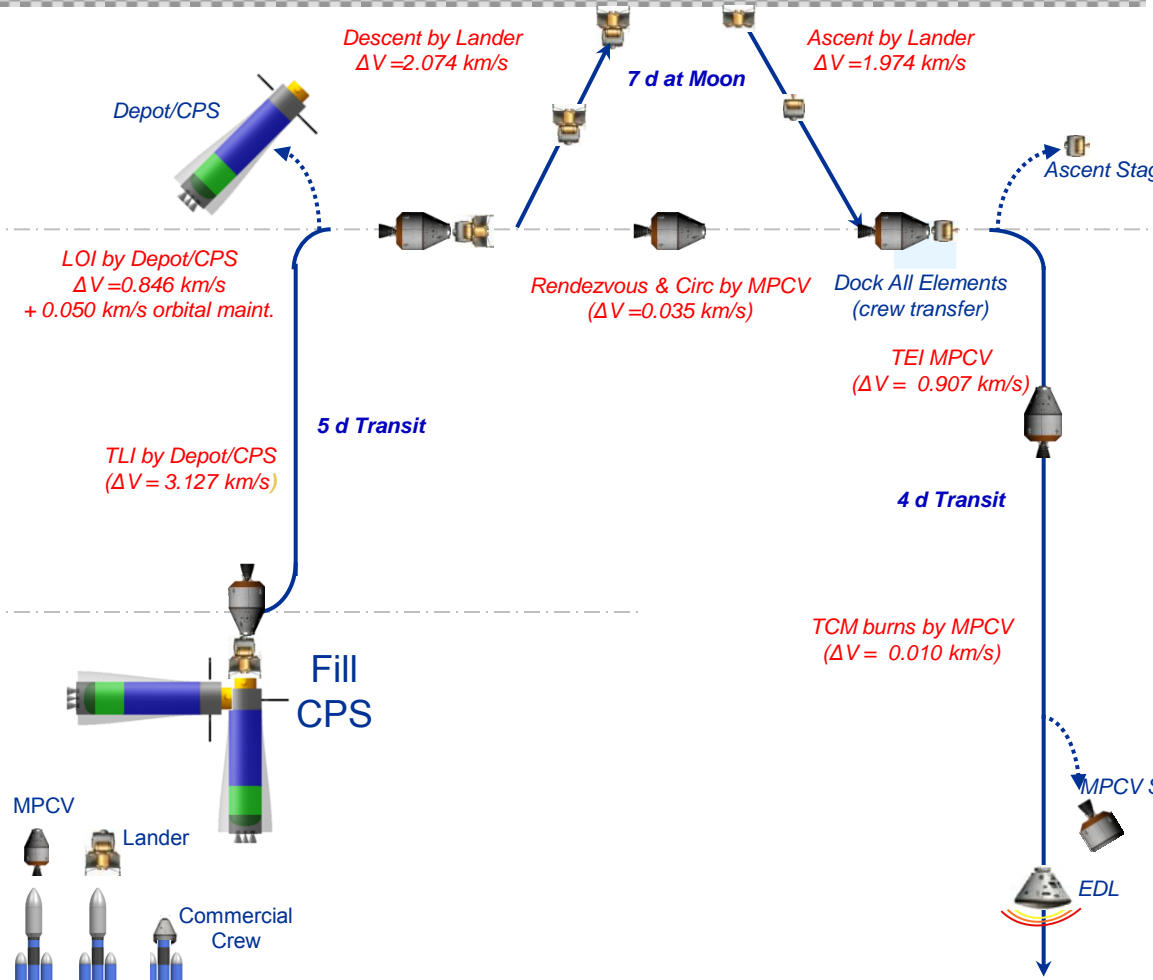 Descent by Lander
ΔV =2.074 km/s
Ascent by Lander
ΔV =1.974 km/s
7 d at Moon
Depot/CPS
Ascent
LOI by Depot/CPS
ΔV=0.846 km/s
+ 0.050 km/s orbital maint.
Rendezvous & Circ by MPCV
(ΔV =0.035 km/s)
Dock All Elements
(crew transfer)
TEI MPCV
(ΔV = 0.907 km/s)
5 d Transit
TLI by Depot/CPS
(ΔV = 3.127 km/s)
4 d Transit
TCM burns by MPCV
(ΔV = 0.010 km/s)
Fill
CPS
MPCV
MPCV
Lander
EDL
Commercial
Crew